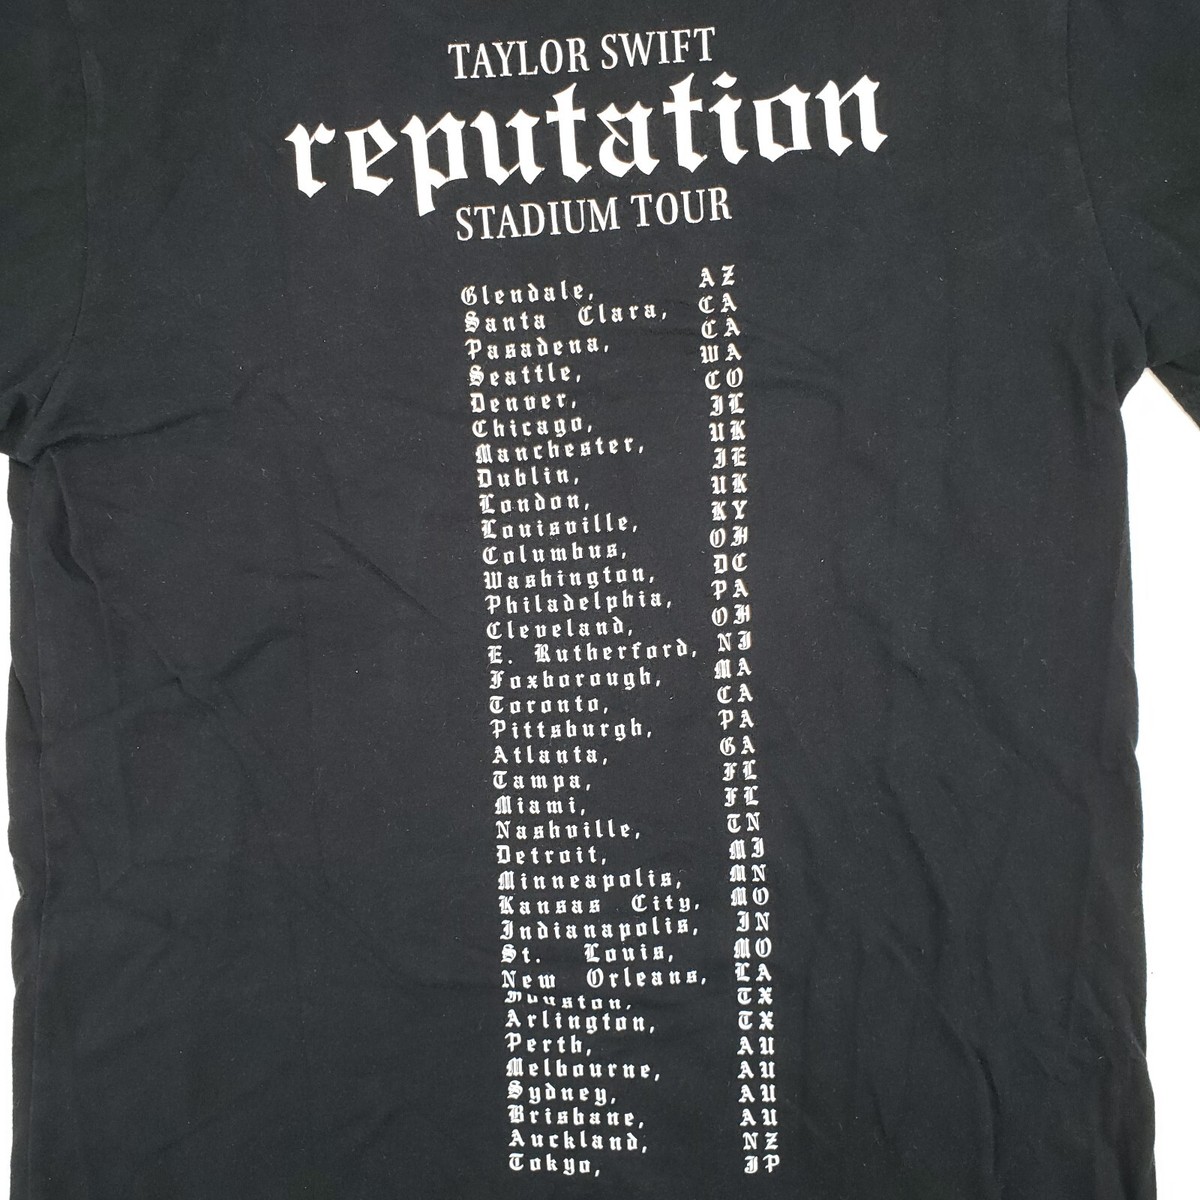 TAYLOR SWIFT
reputation
STADIUM TOUR
Glendale, AZ
Santa Clara, CA
Pasadena, CA
Seattle, WA
Denver, CO
Chicago, IL
Manchester, UK
Dublin, IE
London, UK
Louisville, KY
Columbus, OH
Washington, DC
Philadelphia, PA
Cleveland, OH
E. Rutherford, NJ
Foxborough, MA
Toronto, CA
Pittsburgh, PA
Atlanta, GA
Tampa, FL
Miami, FL
Nashville, TN
Detroit, MI
Minneapolis, MN
Kansas City, MO
Indianapolis, IN
St. Louis, MO
New Orleans, LA
Houston, TX
Arlington, TX
Perth, AU
Melbourne, AU
Sydney, AU
Brisbane, AU
Auckland, NZ
Tokyo, JP